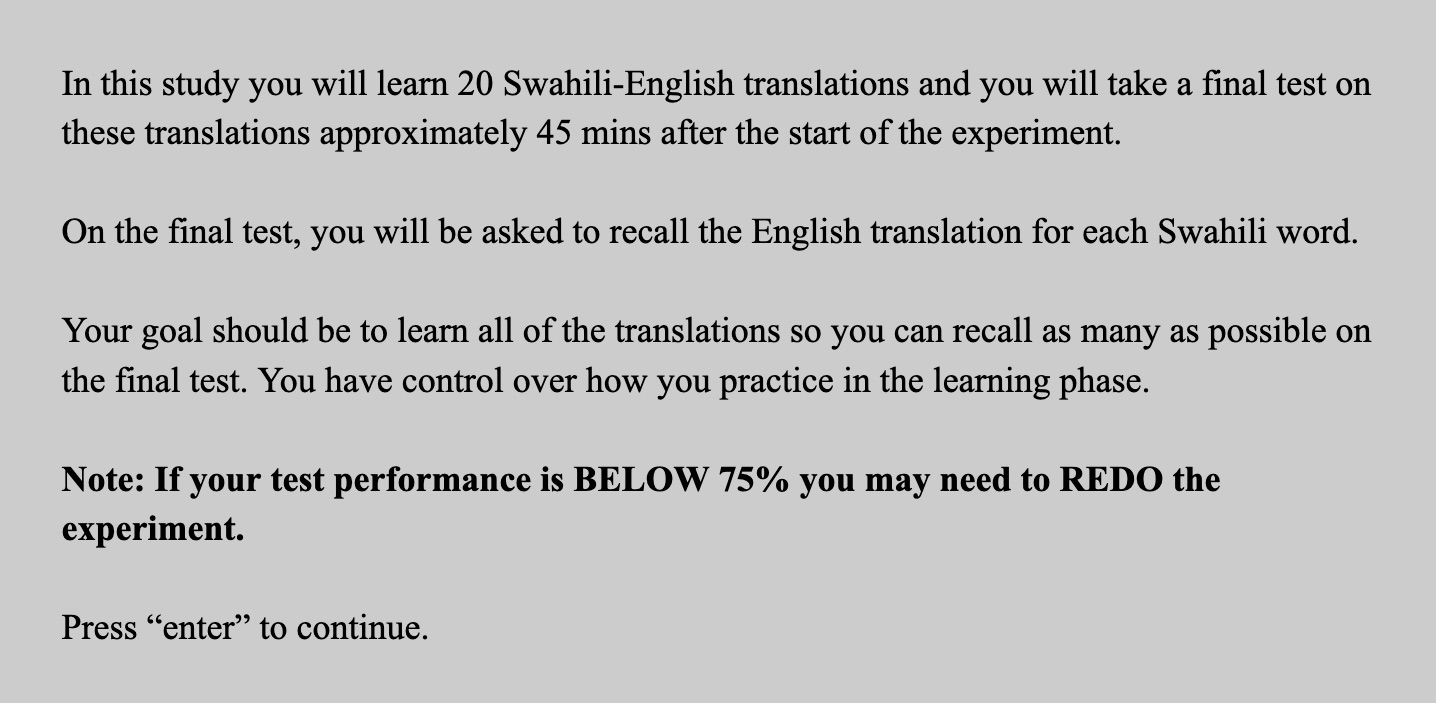 In this study you will learn 20 Swahili-English translations and you will take a final test on
these translations approximately 45 mins after the start of the experiment.
On the final test, you will be asked to recall the English translation for each Swahili word.
Your goal should be to learn all of the translations so you can recall as many as possible on
the final test. You have control over how you practice in the learning phase.
Note: If your test performance is BELOW 75% you may need to REDO the
experiment.
Press “enter” to continue.